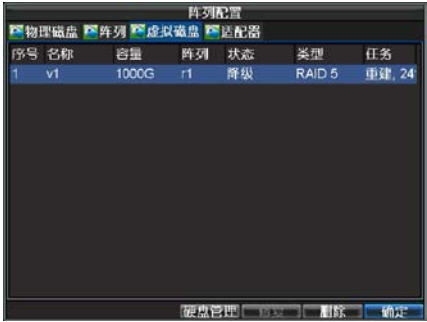 阵列配置
物理磁盘 阵列 虚拟磁盘 适配器
序号 名称 容量 阵列 状态 类型 任务
1 v1 1000G r1 降级 RAID 5 重建, 24
硬盘管理 删除 确定